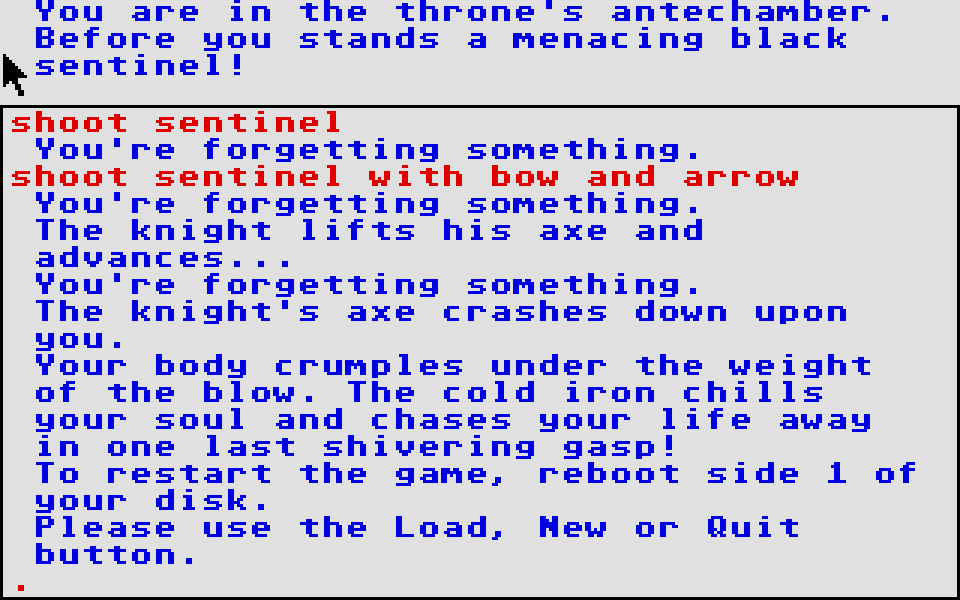 You are in the throne's antechamber.
Before you stands a menacing black
sentinel!
shoot sentinel
You're forgetting something.
shoot sentinel with bow and arrow
You're forgetting something.
The knight lifts his axe and
advances...
You're forgetting something.
The knight's axe crashes down upon
you.
Your body crumples under the weight
of the blow. The cold iron chills
your soul and chases your life away
in one last shivering gasp!
To restart the game, reboot side 1 of
your disk.
Please use the Load, New or Quit
button.
.